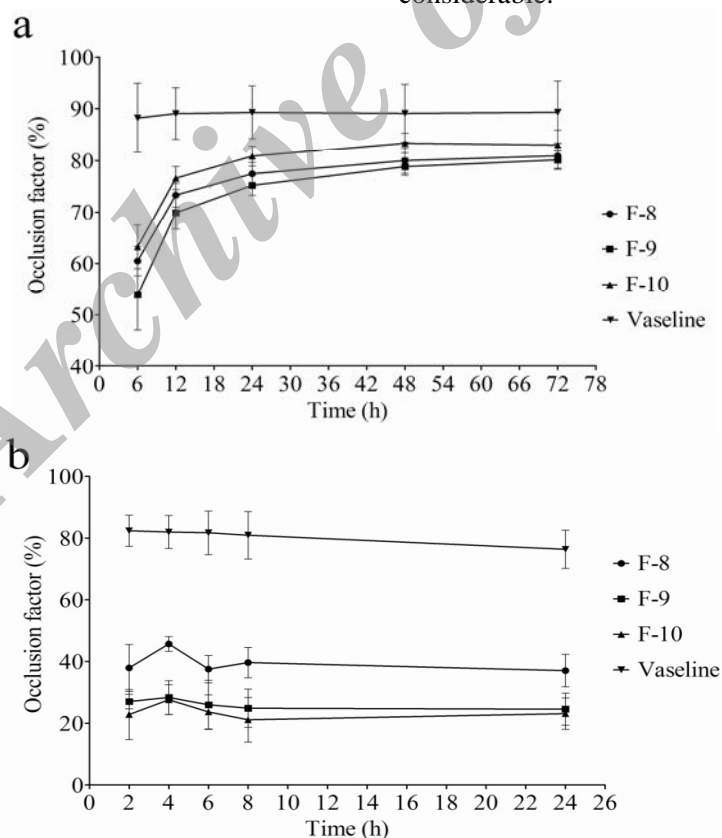 considerable.
Archive of
a
Occlusion factor (%)
100
90
80
70
60
50
40
0 6 12 18 24 30 36 42 48 54 60 66 72 78
Time (h)
F-8
F-9
F-10
Vaseline
b
Occlusion factor (%)
100
80
60
40
20
0
0 2 4 6 8 10 12 14 16 18 20 22 24 26
Time (h)
F-8
F-9
F-10
Vaseline